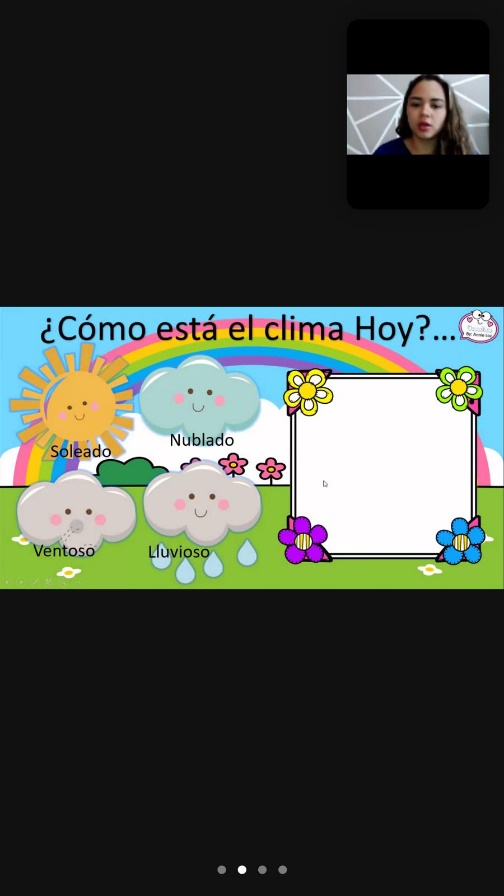 ¿Cómo está el clima Hoy?...
Soleado
Nublado
Ventoso
Lluvioso